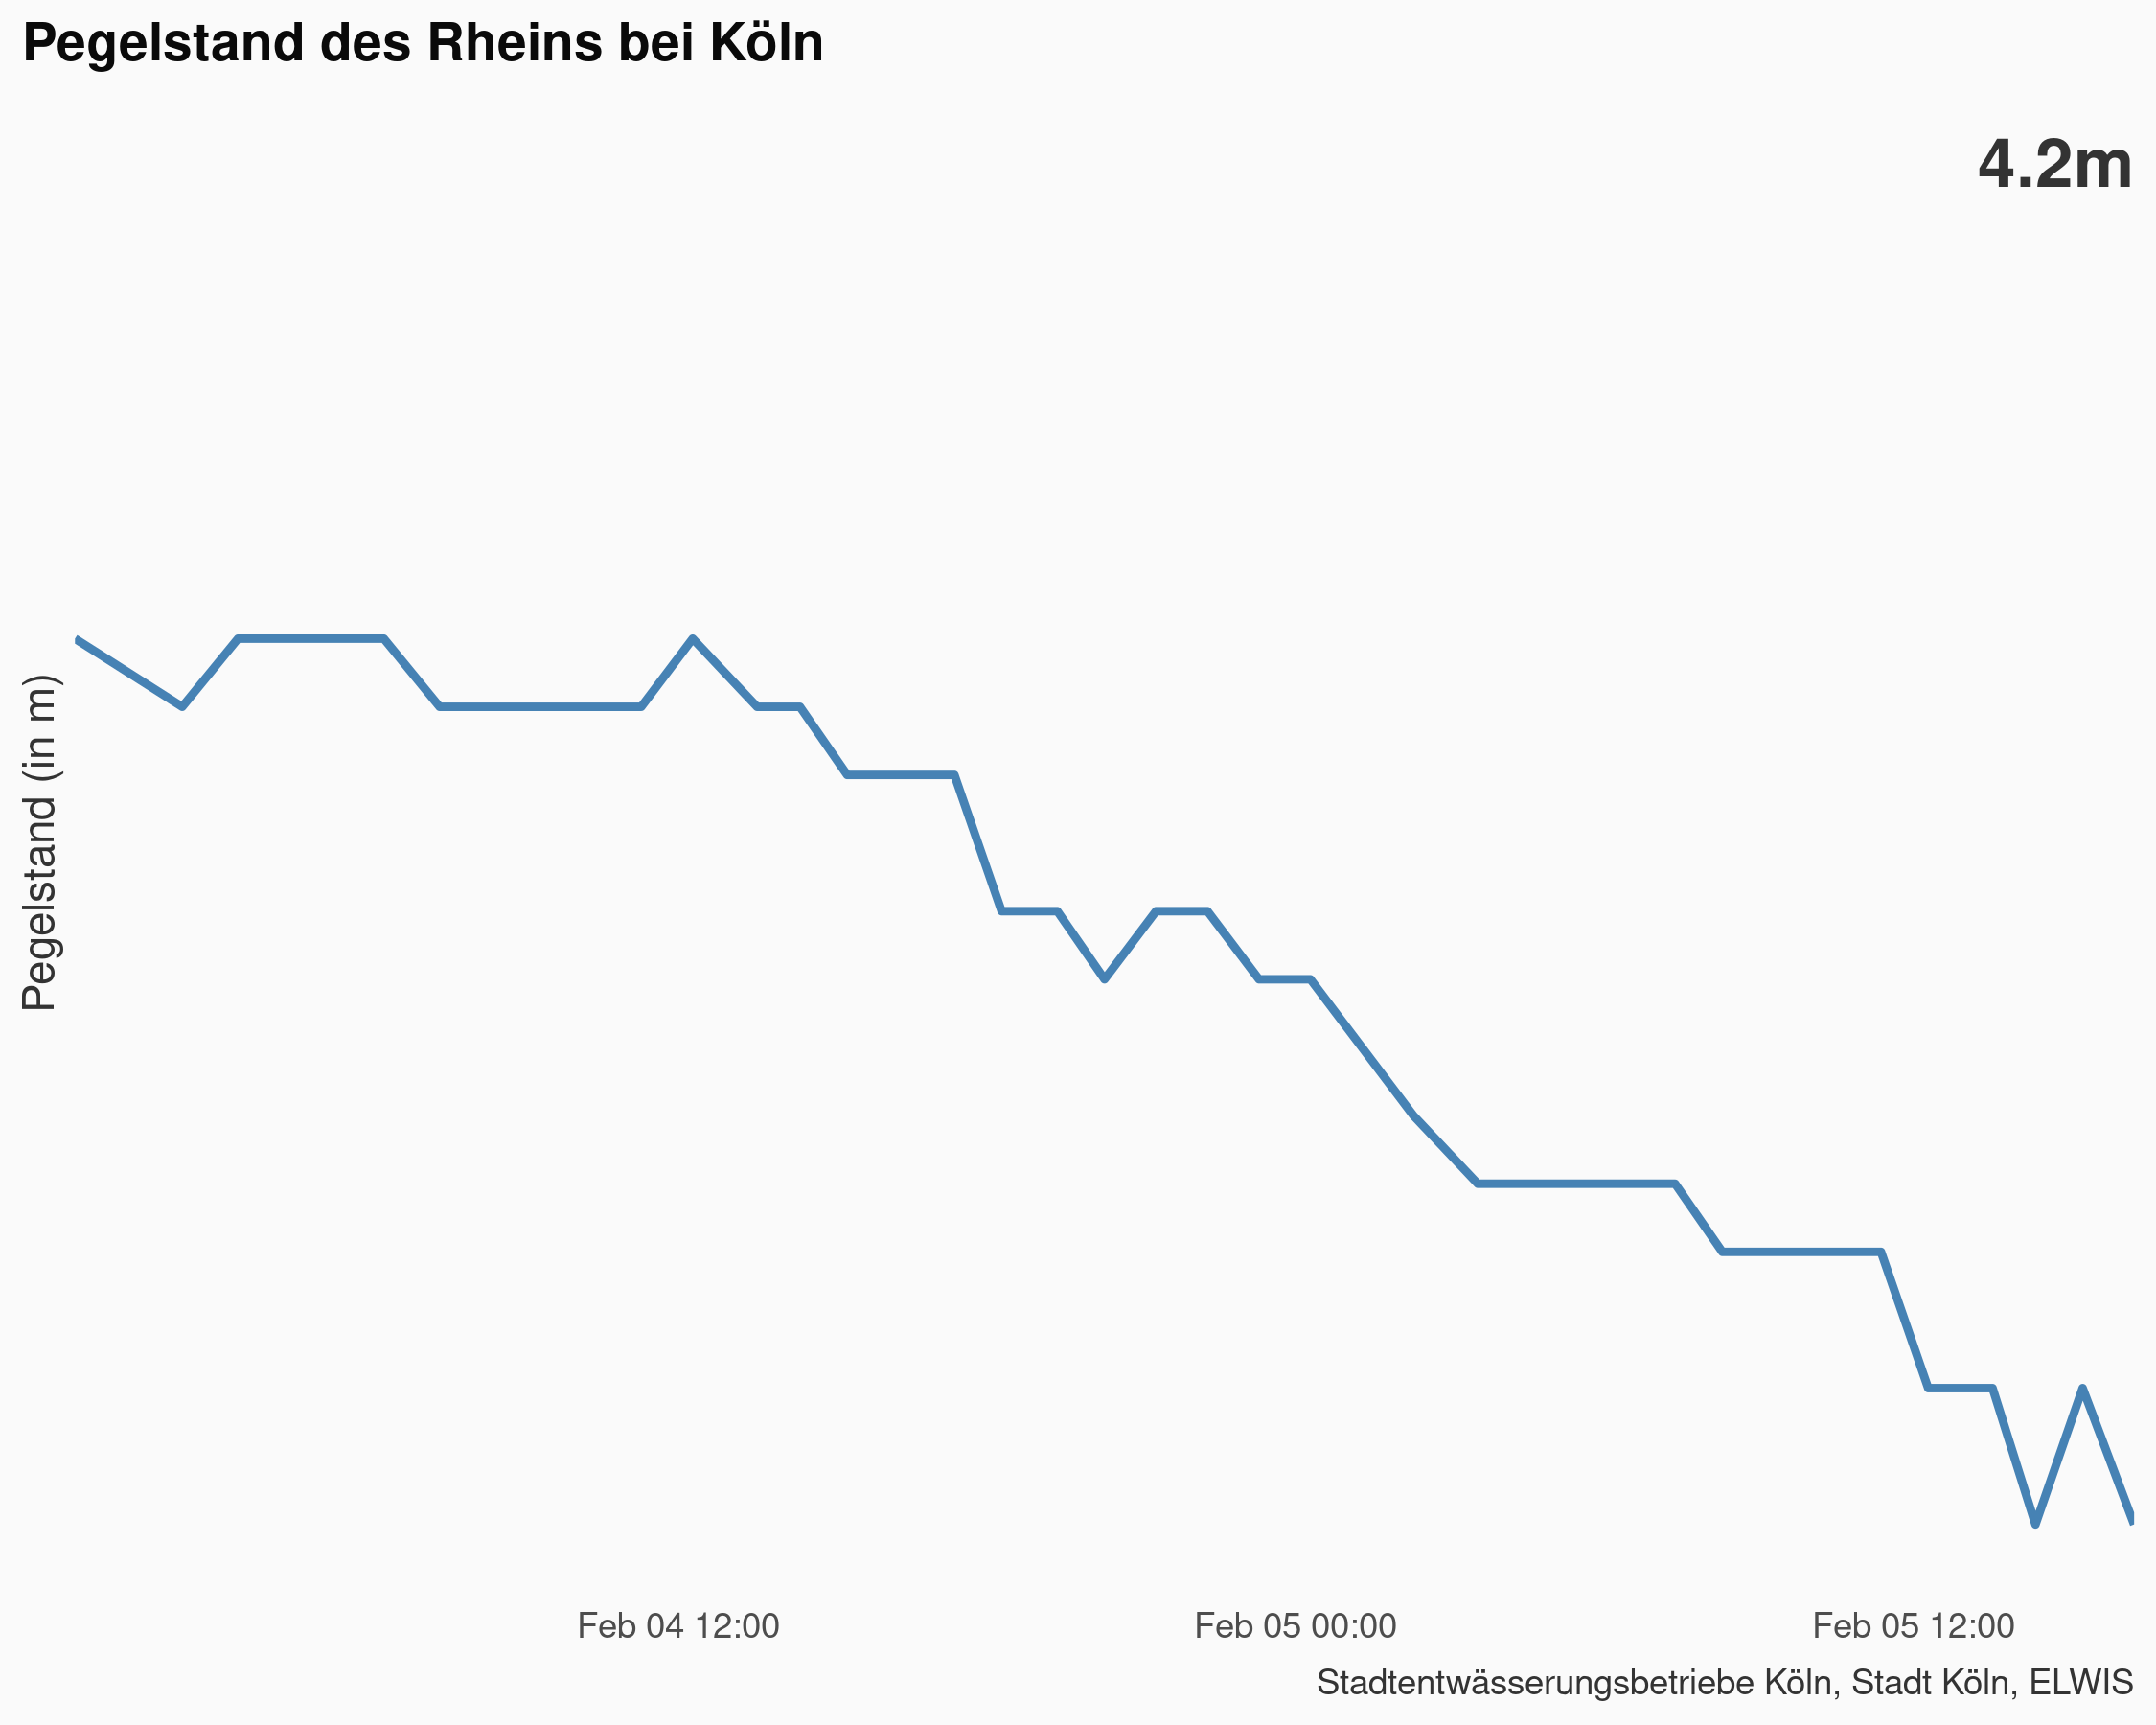 Pegelstand des Rheins bei Köln
4.2m
Pegelstand (in m)
Feb 04 12:00
Feb 05 00:00
Feb 05 12:00
Stadtentwässerungsbetriebe Köln, Stadt Köln, ELWIS